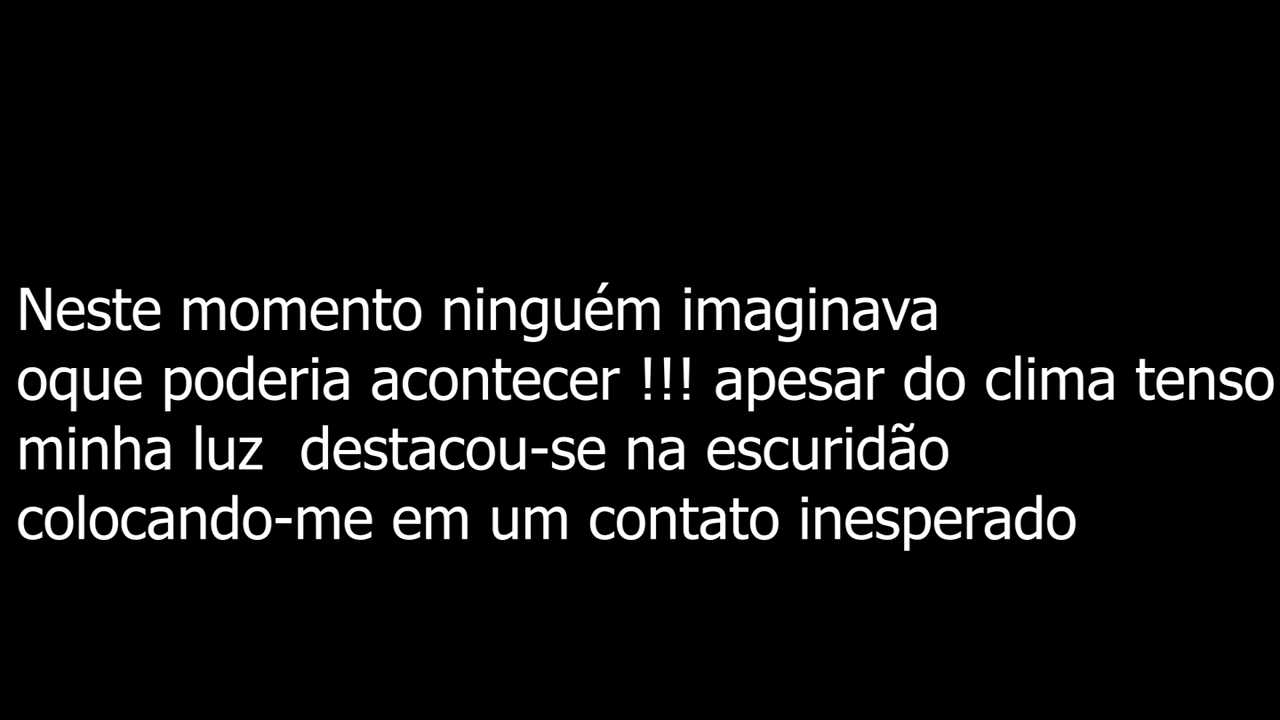 Neste momento ninguém imaginava
oque poderia acontecer !!! apesar do clima tenso
minha luz  destacou-se na escuridão
colocando-me em um contato inesperado